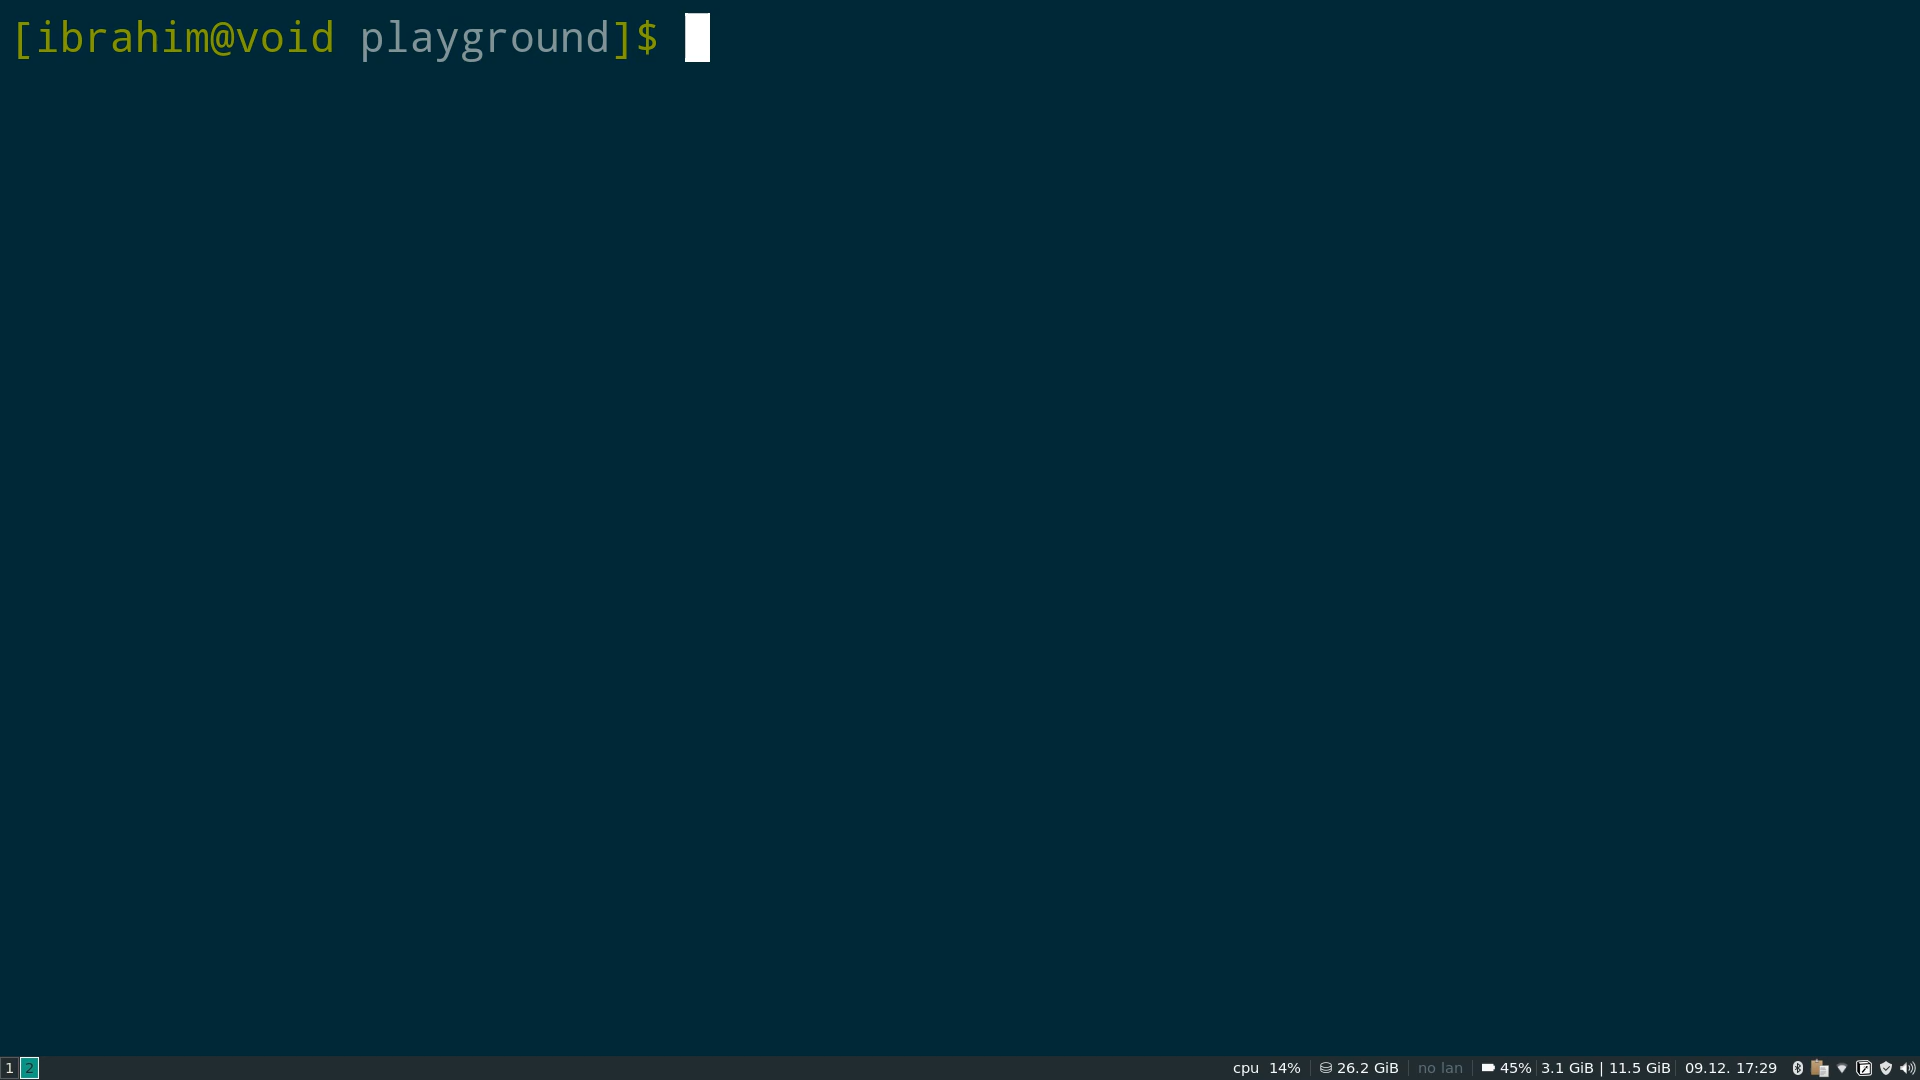 [ibrahim@void playground]$
1 2 cpu 14% 26.2 GiB no lan 45% 3.1 GiB | 11.5 GiB 09.12. 17:29